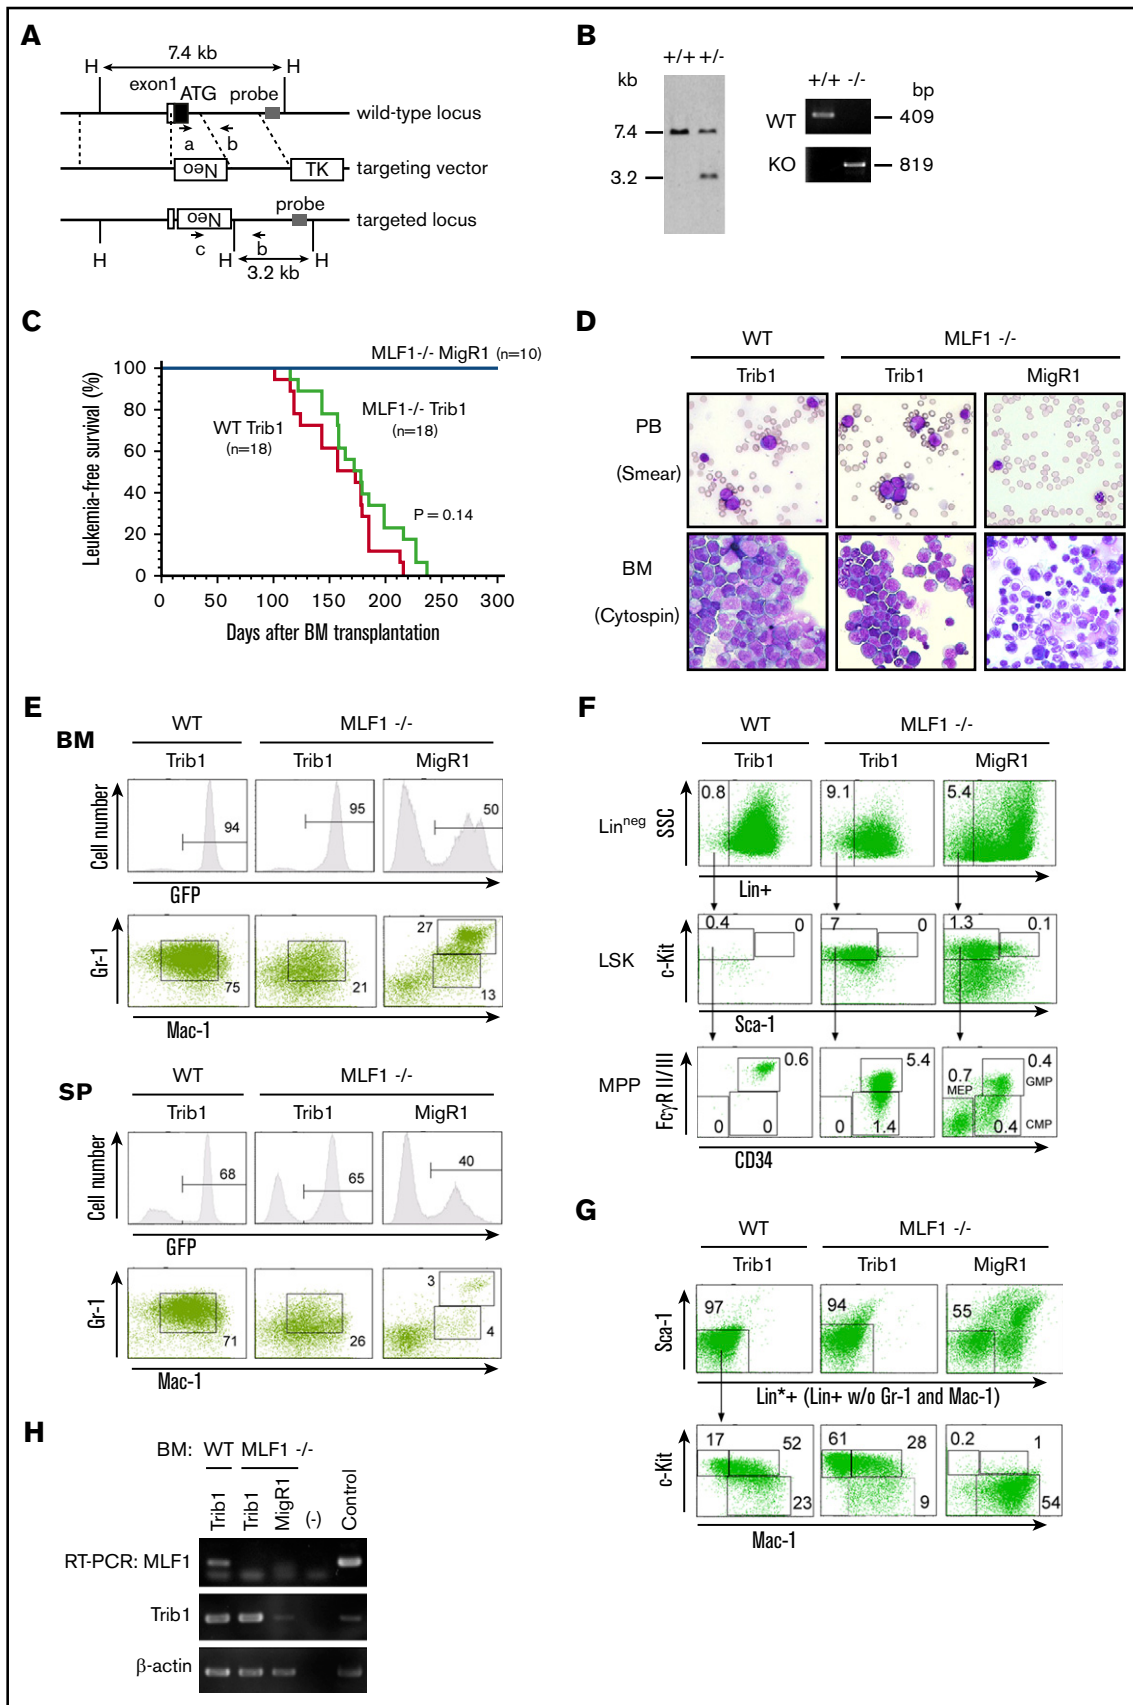 A
7.4 kb
H
H
exon1
ATG
probe
wild-type locus
a
b
Neo
TK
targeting vector
probe
Neo
targeted locus
c
b
H
H
H
3.2 kb
B
+/+ +/-
kb
7.4
3.2
+/+ -/-
bp
WT
409
KO
819
C
MLF1-/- MigR1 (n=10)
Leukemia-free survival (%)
100
80
60
40
20
0
MLF1-/- Trib1
(n=18)
WT Trib1
(n=18)
P = 0.14
0 50 100 150 200 250 300
Days after BM transplantation
D
WT
MLF1 -/-
Trib1
Trib1
MigR1
PB
(Smear)
BM
(Cytospin)
E
WT
MLF1 -/-
BM
Trib1
Trib1
MigR1
Cell number
94
95
50
GFP
Gr-1
75
21
27
13
Mac-1
SP
WT
MLF1 -/-
Trib1
Trib1
MigR1
Cell number
68
65
40
GFP
Gr-1
71
26
3
4
Mac-1
F
WT
MLF1 -/-
Trib1
Trib1
MigR1
Linneg
SSC
0.8
9.1
5.4
Lin+
LSK
c-Kit
0.4
0
7
0
1.3
0.1
Sca-1
MPP
FcγR II/III
0.6
0
0
5.4
0
1.4
0.7
MEP
0.4
GMP
0.4
CMP
CD34
G
WT
MLF1 -/-
Trib1
Trib1
MigR1
Sca-1
97
94
55
Lin*+ (Lin+ w/o Gr-1 and Mac-1)
c-Kit
17
52
23
61
28
9
0.2
1
54
Mac-1
H
BM: WT MLF1 -/-
Trib1
Trib1
MigR1
(-)
Control
RT-PCR: MLF1
Trib1
β-actin